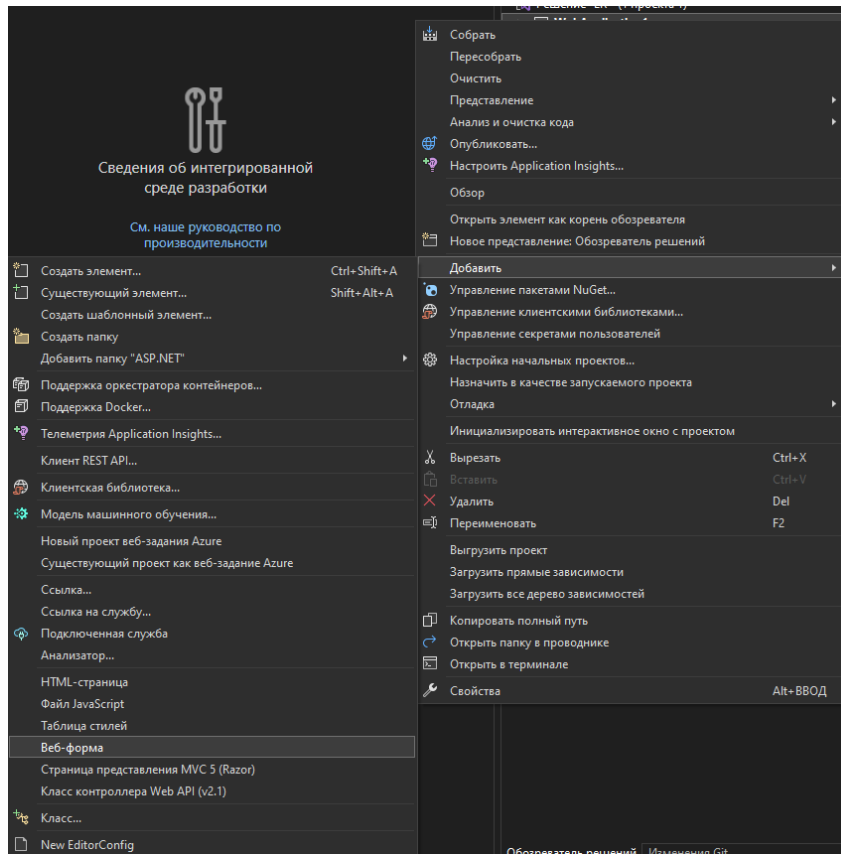 Собрать
Пересобрать
Очистить
Представление
Анализ и очистка кода
Опубликовать...
Настроить Application Insights...
Обзор
Открыть элемент как корень обозревателя
Новое представление: Обозреватель решений
Добавить
Управление пакетами NuGet...
Управление клиентскими библиотеками...
Управление секретами пользователей
Настройка начальных проектов...
Назначить в качестве запускаемого проекта
Отладка
Инициализировать интерактивное окно с проектом
Вырезать Ctrl+X
Вставить Ctrl+V
Удалить Del
Переименовать F2
Выгрузить проект
Загрузить прямые зависимости
Загрузить все дерево зависимостей
Копировать полный путь
Открыть папку в проводнике
Открыть в терминале
Свойства Alt+ВВОД
Сведения об интегрированной
среде разработки
См. наше руководство по
производительности
Создать элемент... Ctrl+Shift+A
Существующий элемент... Shift+Alt+A
Создать шаблонный элемент...
Создать папку
Добавить папку "ASP.NET"
Поддержка оркестратора контейнеров...
Поддержка Docker...
Телеметрия Application Insights...
Клиент REST API...
Клиентская библиотека...
Модель машинного обучения...
Новый проект веб-задания Azure
Существующий проект как веб-задание Azure
Ссылка...
Ссылка на службу...
Подключенная служба
Анализатор...
HTML-страница
Файл JavaScript
Таблица стилей
Веб-форма
Страница представления MVC 5 (Razor)
Класс контроллера Web API (v2.1)
Класс...
New EditorConfig
Обозреватель решений Изменения Git